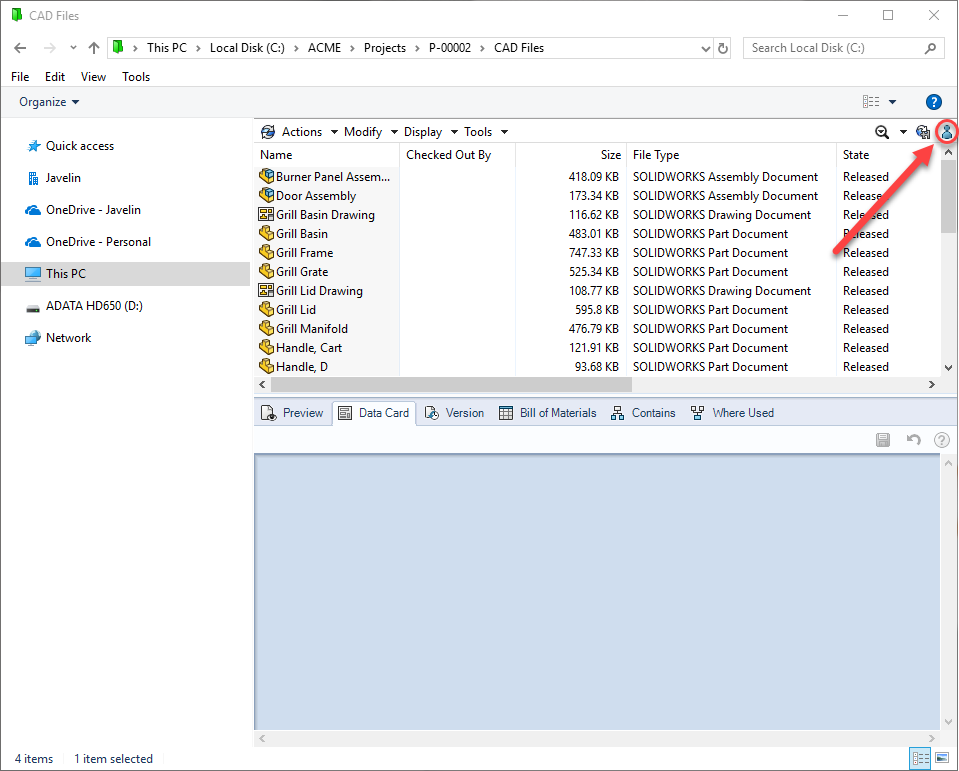 CAD Files
This PC > Local Disk (C:) > ACME > Projects > P-00002 > CAD Files
Search Local Disk (C:)
File Edit View Tools
Organize
?
Quick access
Javelin
OneDrive - Javelin
OneDrive - Personal
This PC
ADATA HD650 (D:)
Network
Actions Modify Display Tools
Name Checked Out By Size File Type State
Burner Panel Assem... 418.09 KB SOLIDWORKS Assembly Document Released
Door Assembly 173.34 KB SOLIDWORKS Assembly Document Released
Grill Basin Drawing 116.62 KB SOLIDWORKS Drawing Document Released
Grill Basin 483.01 KB SOLIDWORKS Part Document Released
Grill Frame 747.33 KB SOLIDWORKS Part Document Released
Grill Grate 525.34 KB SOLIDWORKS Part Document Released
Grill Lid Drawing 108.77 KB SOLIDWORKS Drawing Document Released
Grill Lid 595.8 KB SOLIDWORKS Part Document Released
Grill Manifold 476.79 KB SOLIDWORKS Part Document Released
Handle, Cart 121.91 KB SOLIDWORKS Part Document Released
Handle, D 93.68 KB SOLIDWORKS Part Document Released
Preview Data Card Version Bill of Materials Contains Where Used
?
4 items 1 item selected